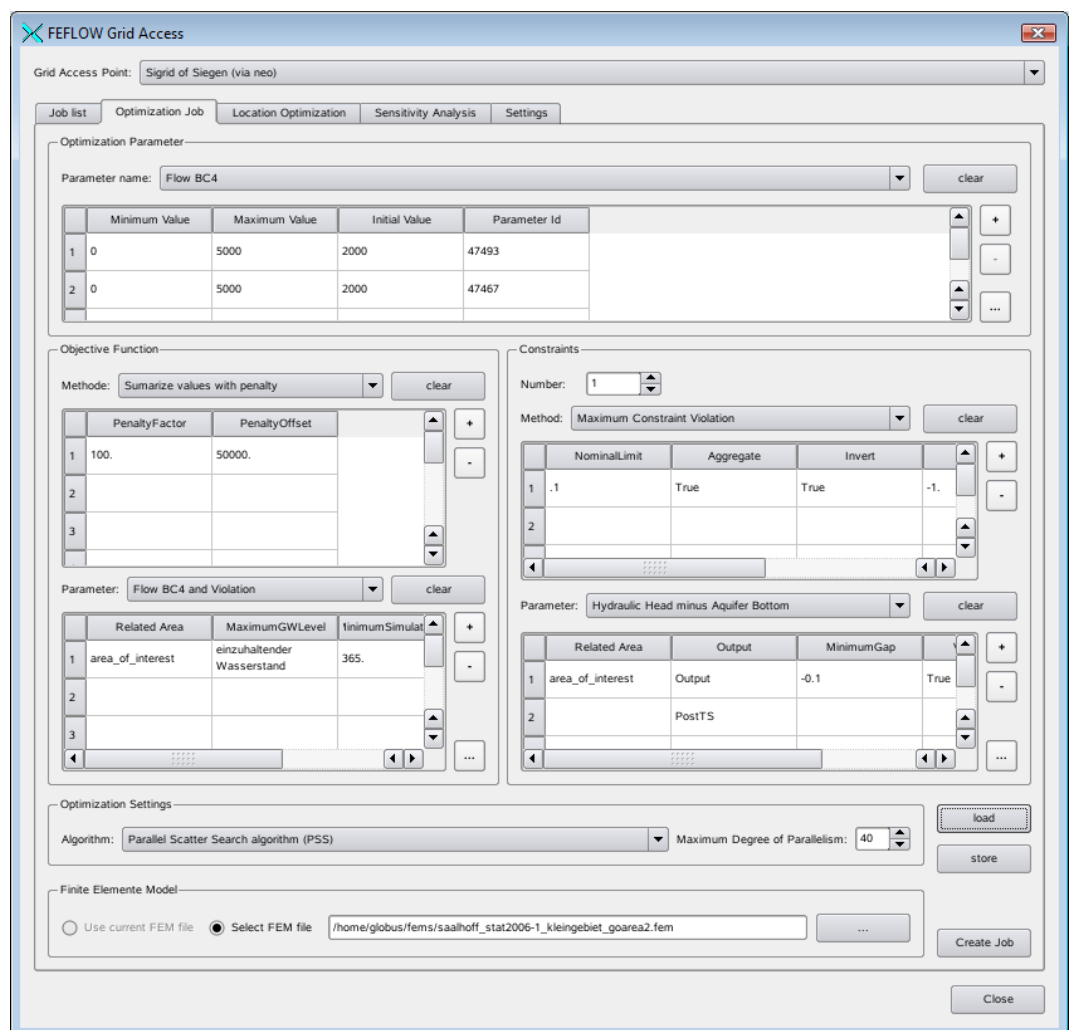 FEFLOW Grid Access
Grid Access Point: Sigrid of Siegen (via neo)
Job list Optimization Job Location Optimization Sensitivity Analysis Settings
Optimization Parameter
Parameter name: Flow BC4 clear
Minimum Value Maximum Value Initial Value Parameter Id +
1 0 5000 2000 47493
-
2 0 5000 2000 47467
...
Objective Function
Methode: Sumarize values with penalty clear
PenaltyFactor PenaltyOffset +
1 100. 50000. -
2
3
Parameter: Flow BC4 and Violation clear
Related Area MaximumGWLevel MinimumSimulat +
1 area_of_interest einzuhaltender
Wasserstand 365. -
2
3
...
Constraints
Number: 1
Method: Maximum Constraint Violation clear
NominalLimit Aggregate Invert +
1 .1 True True -1. -
2
Parameter: Hydraulic Head minus Aquifer Bottom clear
Related Area Output MinimumGap +
1 area_of_interest Output -0.1 True -
2 PostTS
...
Optimization Settings
Algorithm: Parallel Scatter Search algorithm (PSS) Maximum Degree of Parallelism: 40
load
store
Finite Elemente Model
Use current FEM file Select FEM file /home/globus/fems/saalhoff_stat2006-1_kleingebiet_goarea2.fem ...
Create Job
Close